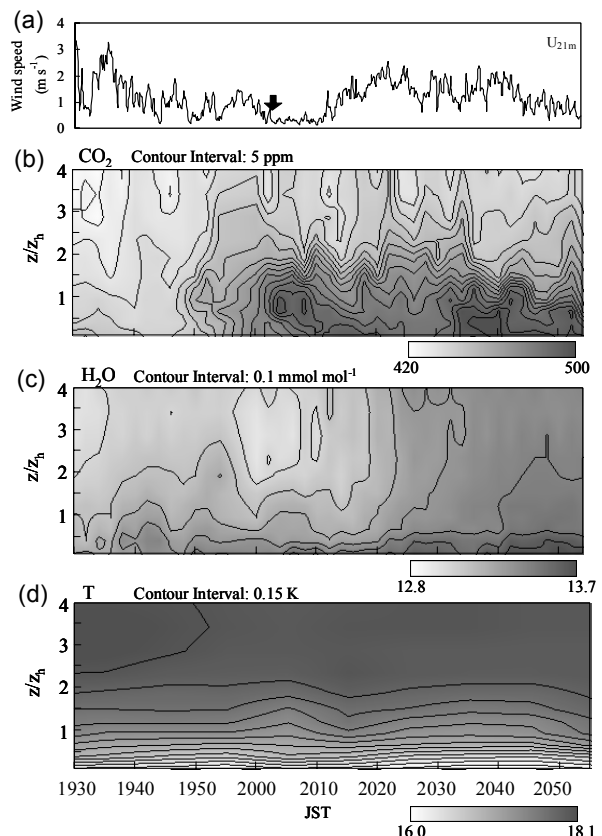 (a)
4
3
2
1
0
Wind speed
(m s⁻¹)
U₂₁ₘ
(b) CO₂ Contour Interval: 5 ppm
4
3
2
1
z/zₕ
420 500
(c) H₂O Contour Interval: 0.1 mmol mol⁻¹
4
3
2
1
z/zₕ
12.8 13.7
(d) T Contour Interval: 0.15 K
4
3
2
1
z/zₕ
1930 1940 1950 2000 2010 2020 2030 2040 2050
JST
16.0 18.1